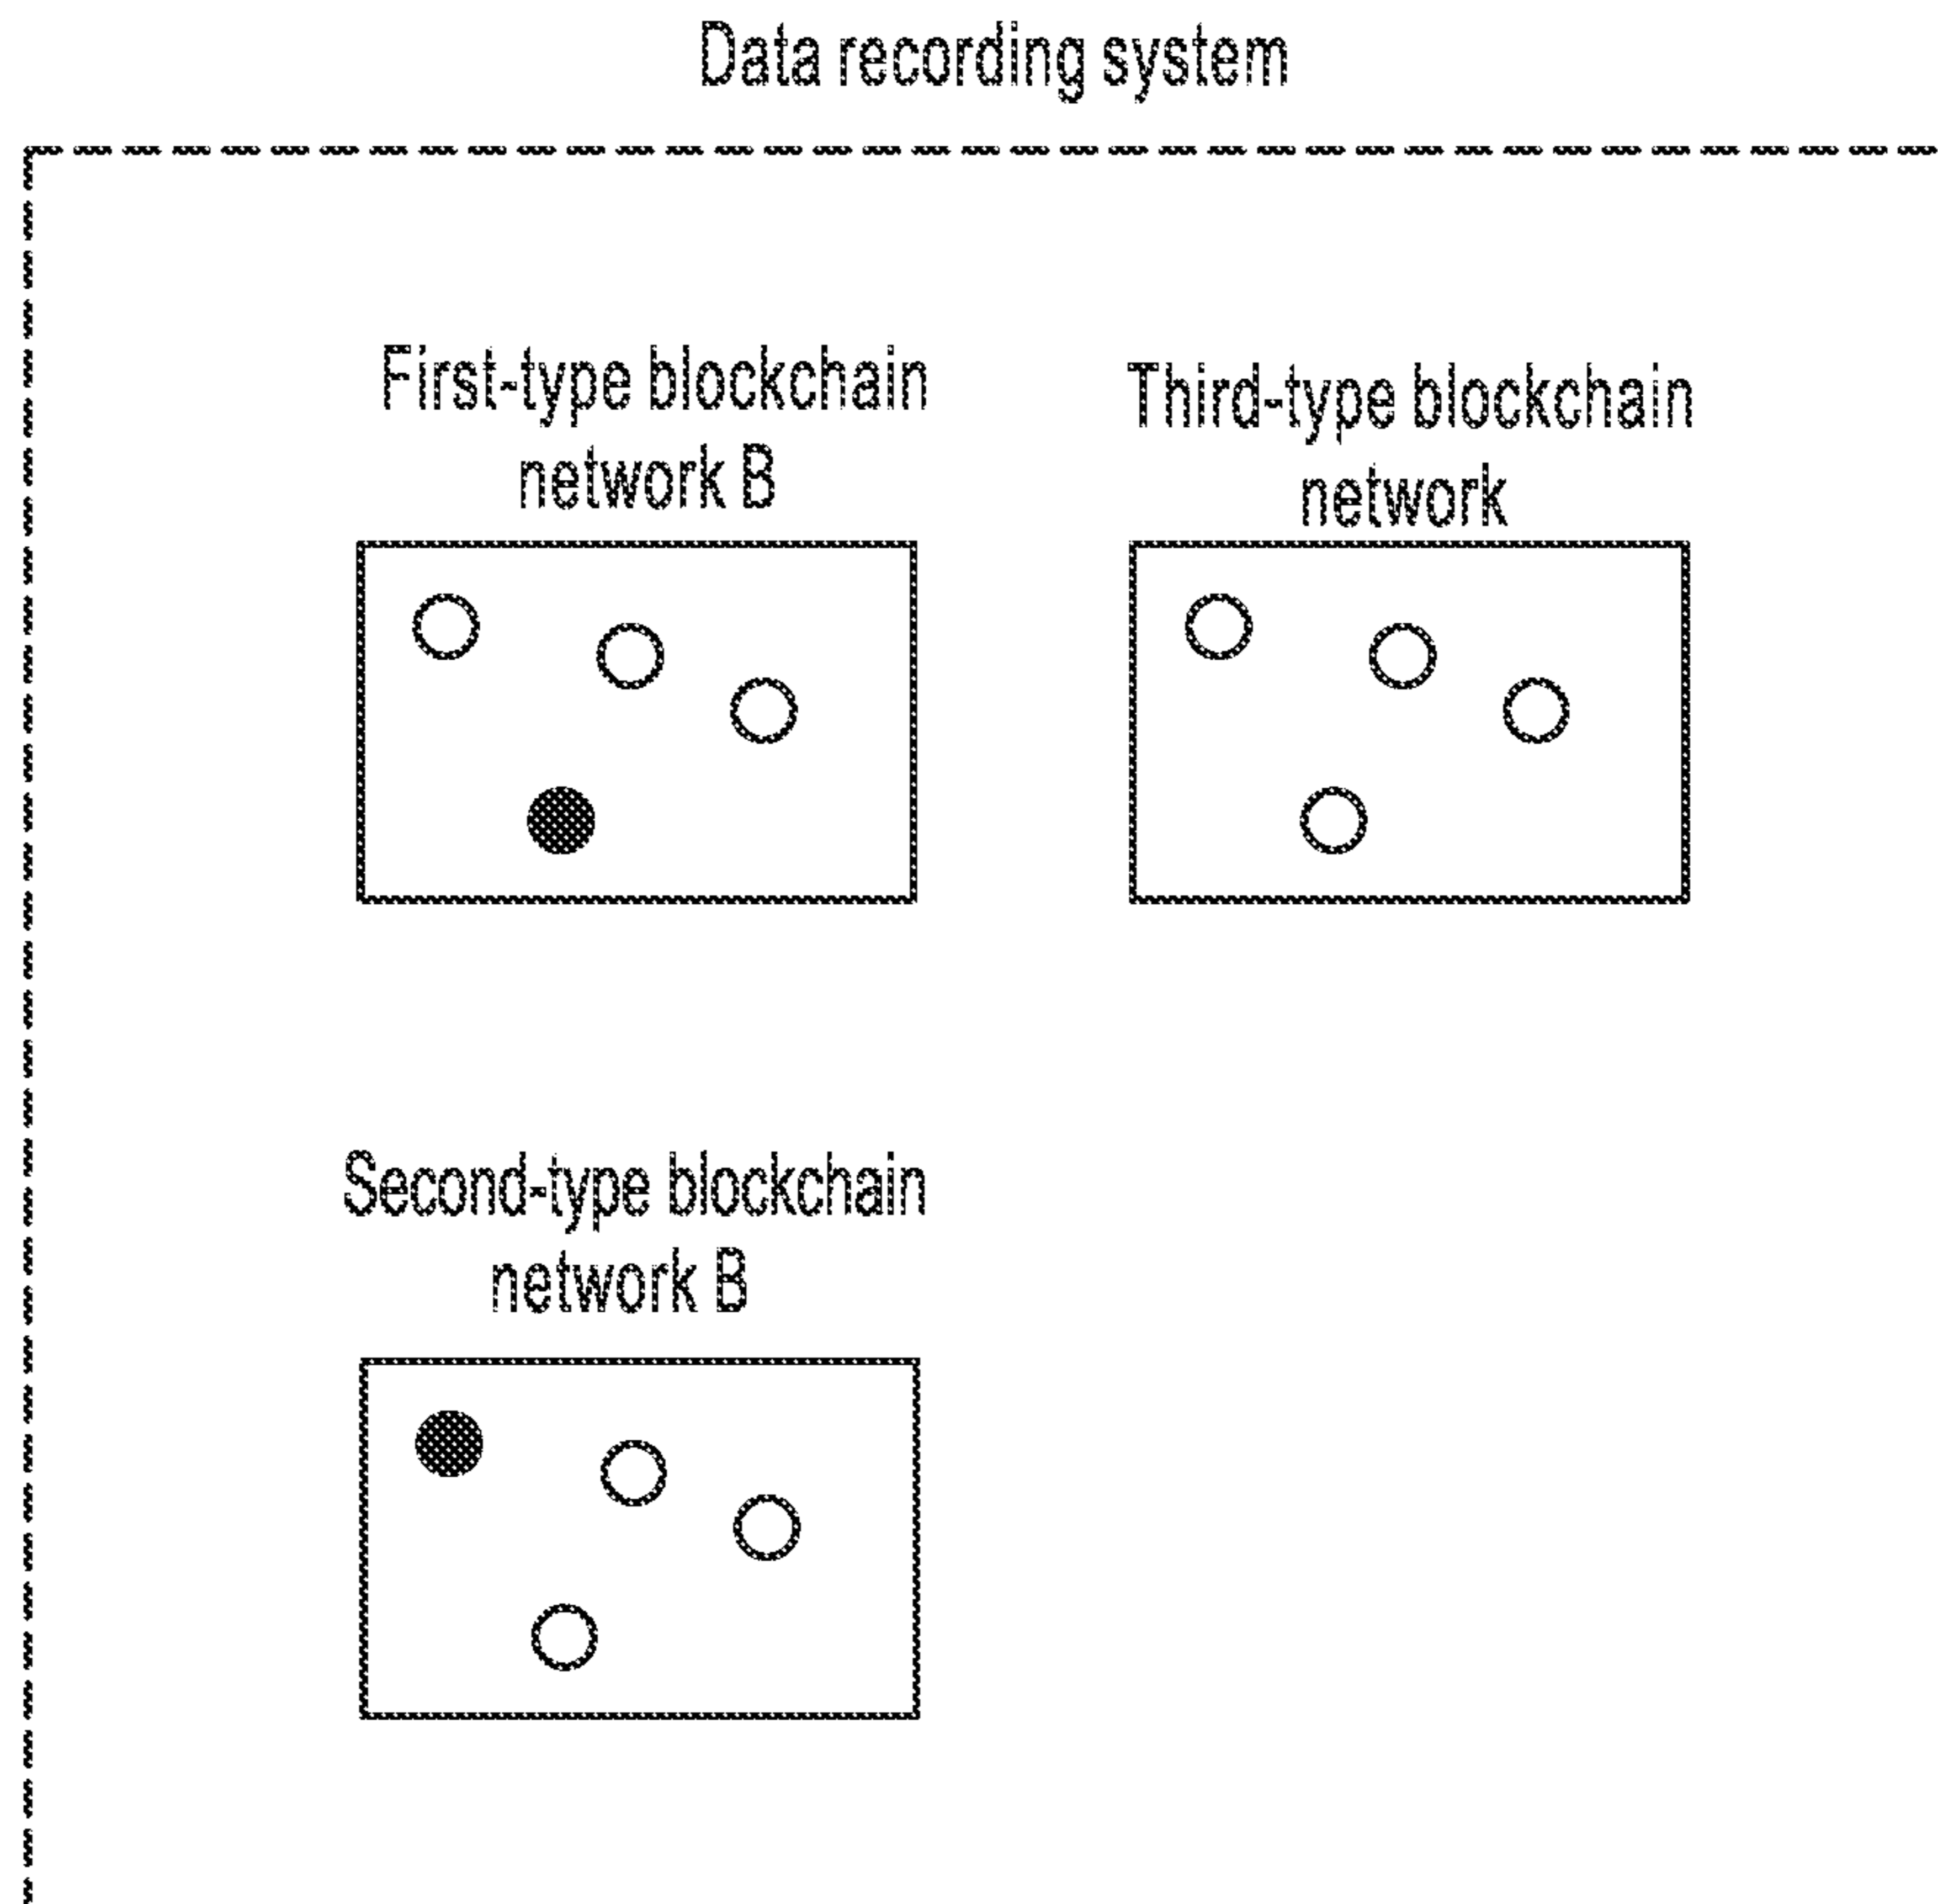 Data recording system
First-type blockchain
network B
Third-type blockchain
network
Second-type blockchain
network B